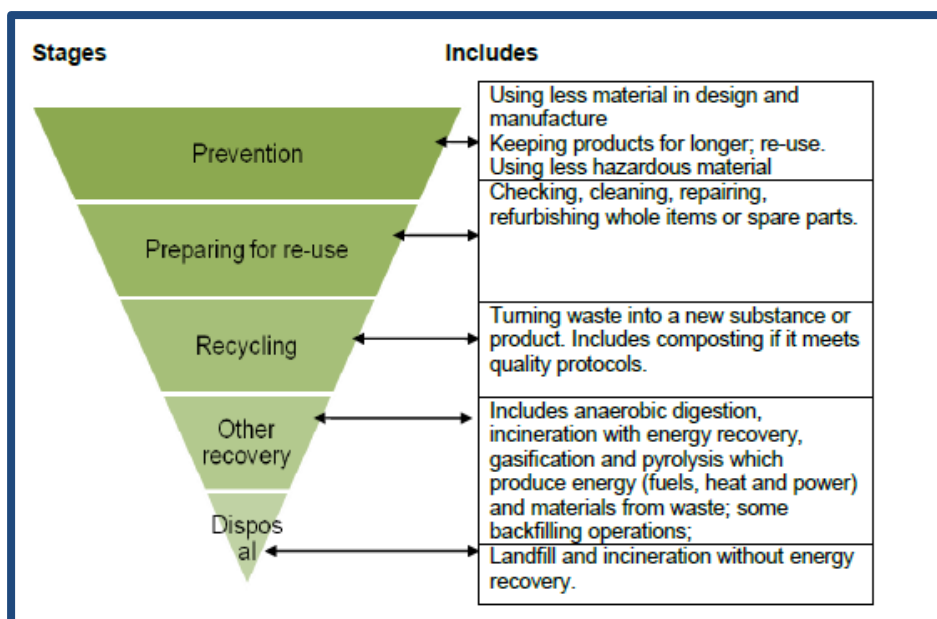 Stages
Includes
Prevention
Using less material in design and
manufacture
Keeping products for longer; re-use.
Using less hazardous material
Preparing for re-use
Checking, cleaning, repairing,
refurbishing whole items or spare parts.
Recycling
Turning waste into a new substance or
product. Includes composting if it meets
quality protocols.
Other
recovery
Includes anaerobic digestion,
incineration with energy recovery,
gasification and pyrolysis which
produce energy (fuels, heat and power)
and materials from waste; some
backfilling operations;
Dispos
al
Landfill and incineration without energy
recovery.